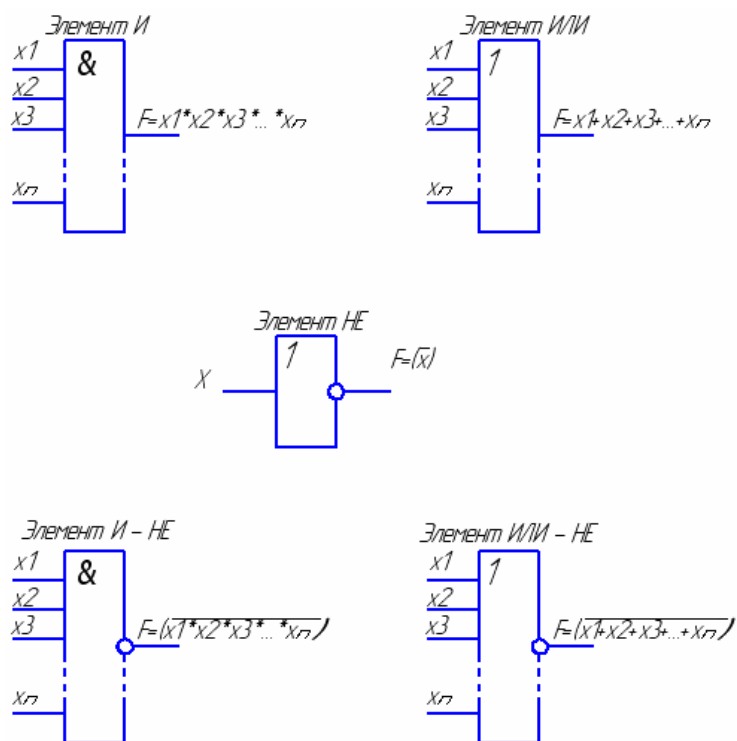 Элемент И
x1
&
x2
x3
F=x1*x2*x3*...*xn
xn
Элемент ИЛИ
x1
1
x2
x3
F=x1+x2+x3+...+xn
xn
Элемент НЕ
1
X
F=(x̅)
Элемент И – НЕ
x1
&
x2
x3
F=(x1*x2*x3*...*xn)
xn
Элемент ИЛИ – НЕ
x1
1
x2
x3
F=(x1+x2+x3+...+xn)
xn